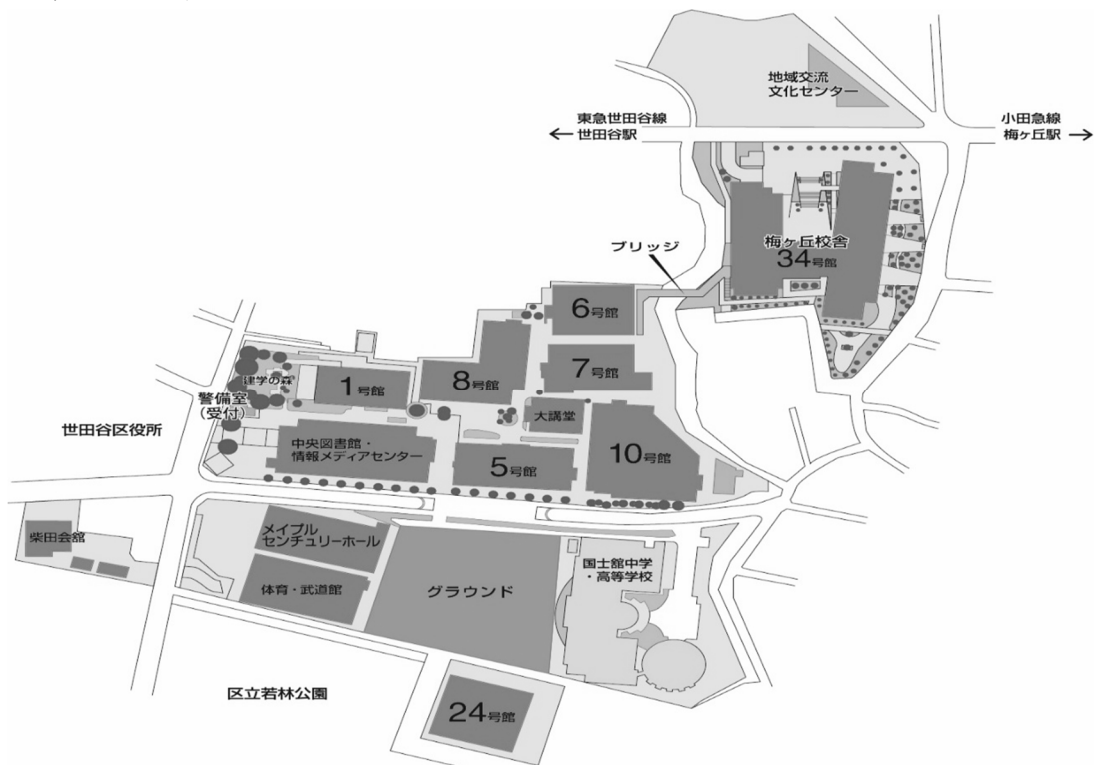 地域交流
文化センター
東急世田谷線
世田谷駅
小田急線
梅ヶ丘駅
梅ヶ丘校舎
34号館
ブリッジ
6号館
7号館
8号館
1号館
建学の森
警備室
(受付)
大講堂
世田谷区役所
中央図書館・
情報メディアセンター
5号館
10号館
柴田会舘
メイプル
センチュリーホール
体育・武道館
グラウンド
国士舘中学
・高等学校
区立若林公園
24号館